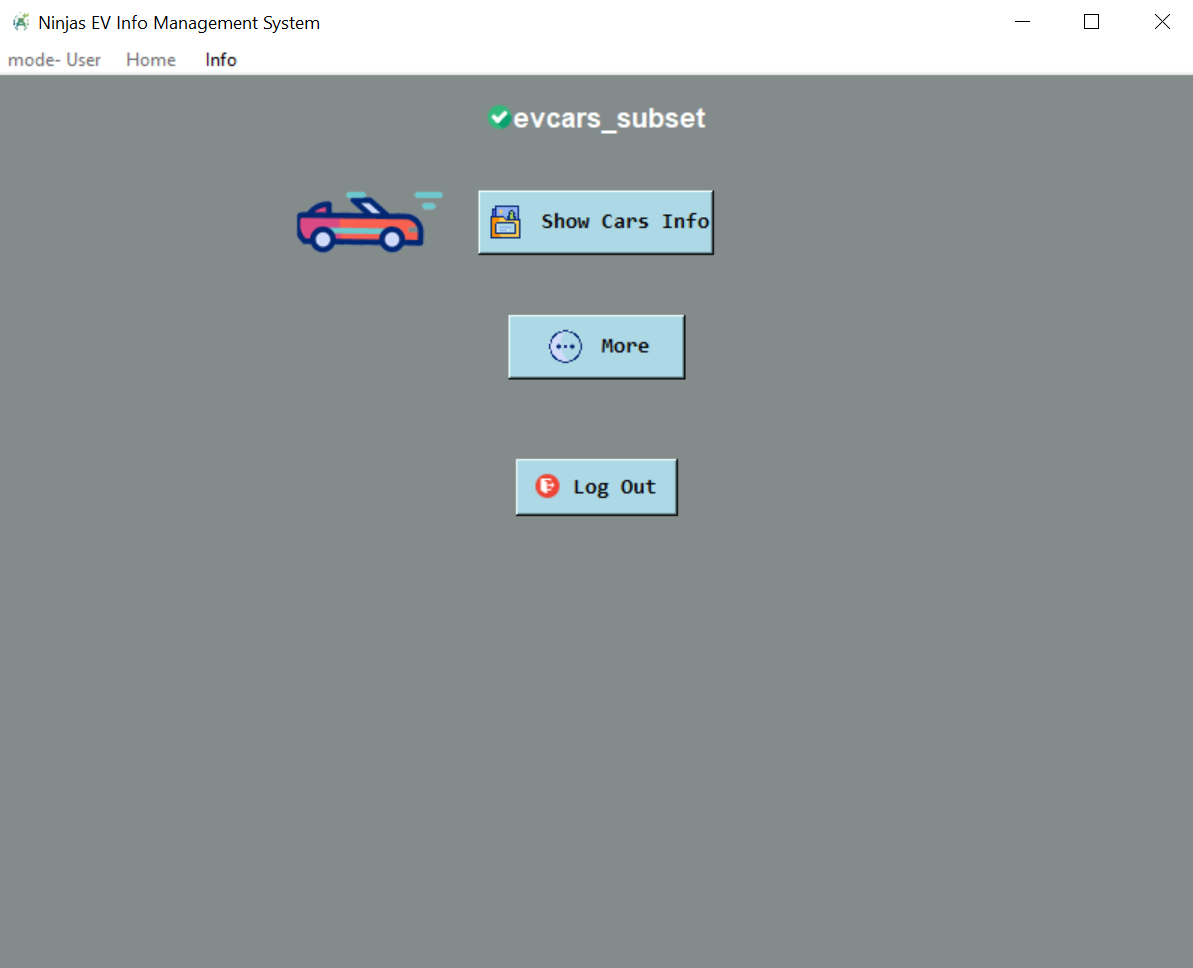 Ninjas EV Info Management System
mode- User Home Info
evcars_subset
Show Cars Info
More
Log Out